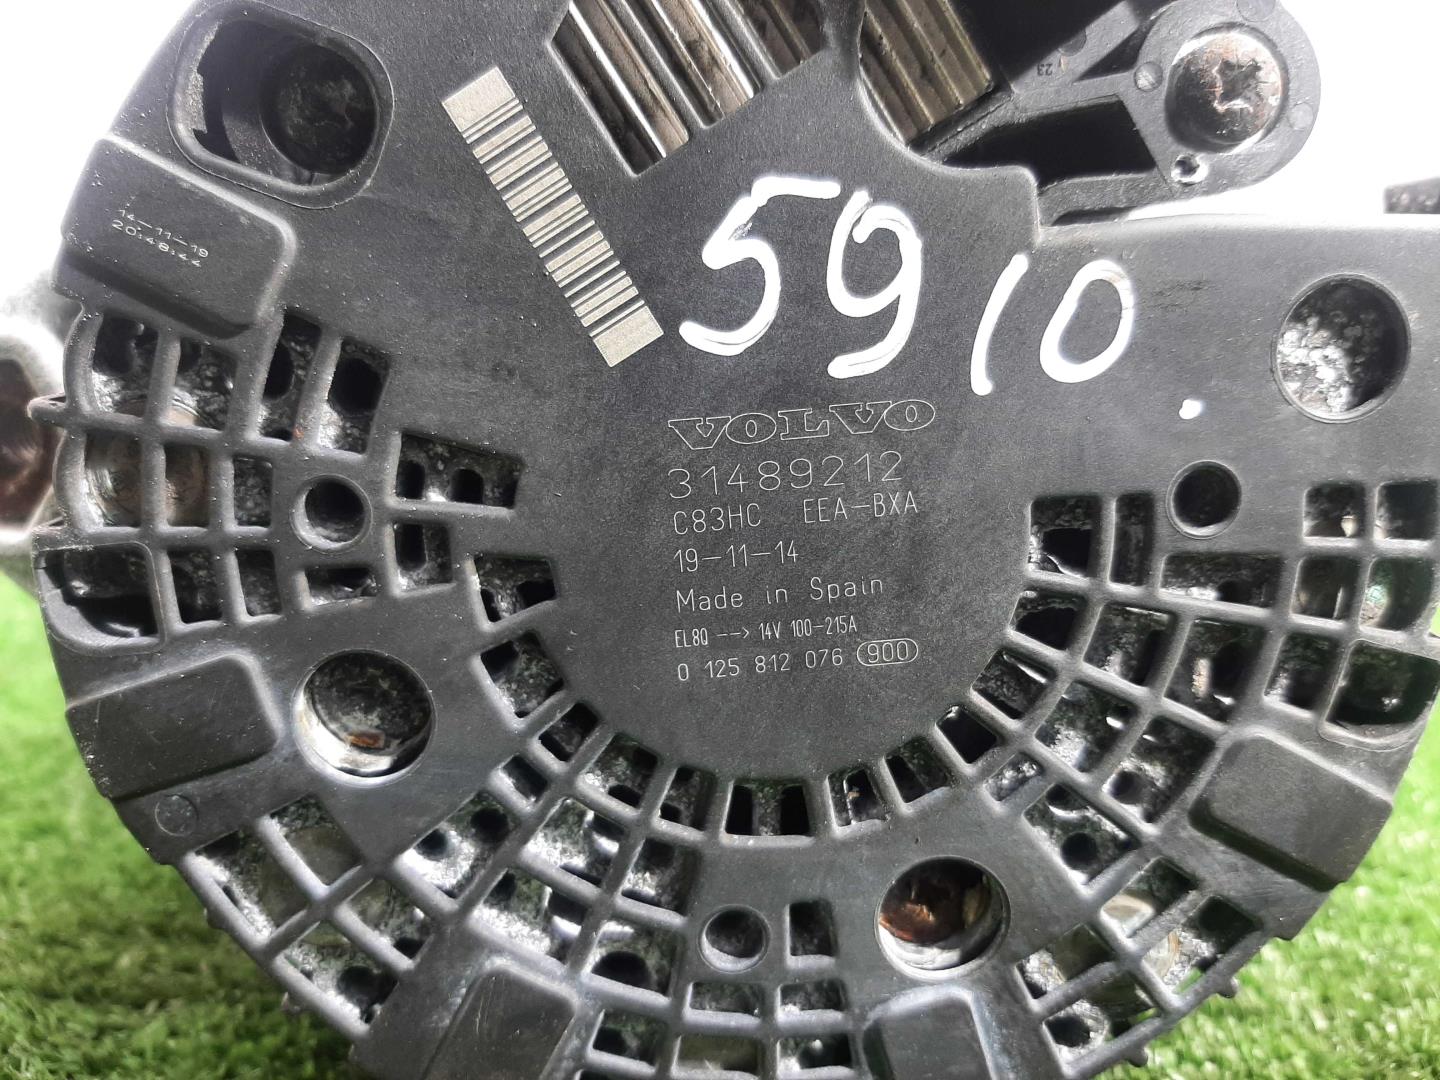 23
14-11-19
20:48:44
5910.
VOLVO
31489212
C83HC EEA-BXA
19-11-14
Made in Spain
EL8Q --> 14V 100-215A
0 125 812 076 900